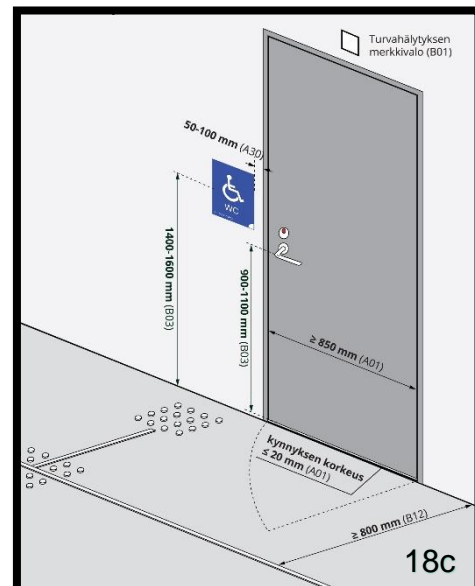 Turvahälytyksen
merkkivalo (B01)
50-100 mm (A30)
WC
1400-1600 mm (B03)
900-1100 mm (B03)
≥ 850 mm (A01)
kynnyksen korkeus
≤ 20 mm (A01)
≥ 800 mm (B12)
18c